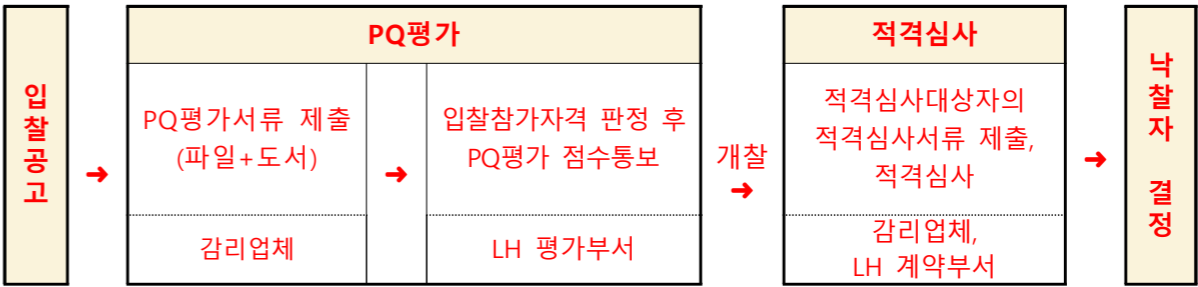 입찰공고
➜
PQ평가
PQ평가서류 제출
(파일+도서)
감리업체
➜
입찰참가자격 판정 후
PQ평가 점수통보
LH 평가부서
개찰
➜
적격심사
적격심사대상자의
적격심사서류 제출,
적격심사
감리업체,
LH 계약부서
➜
낙찰자 결정